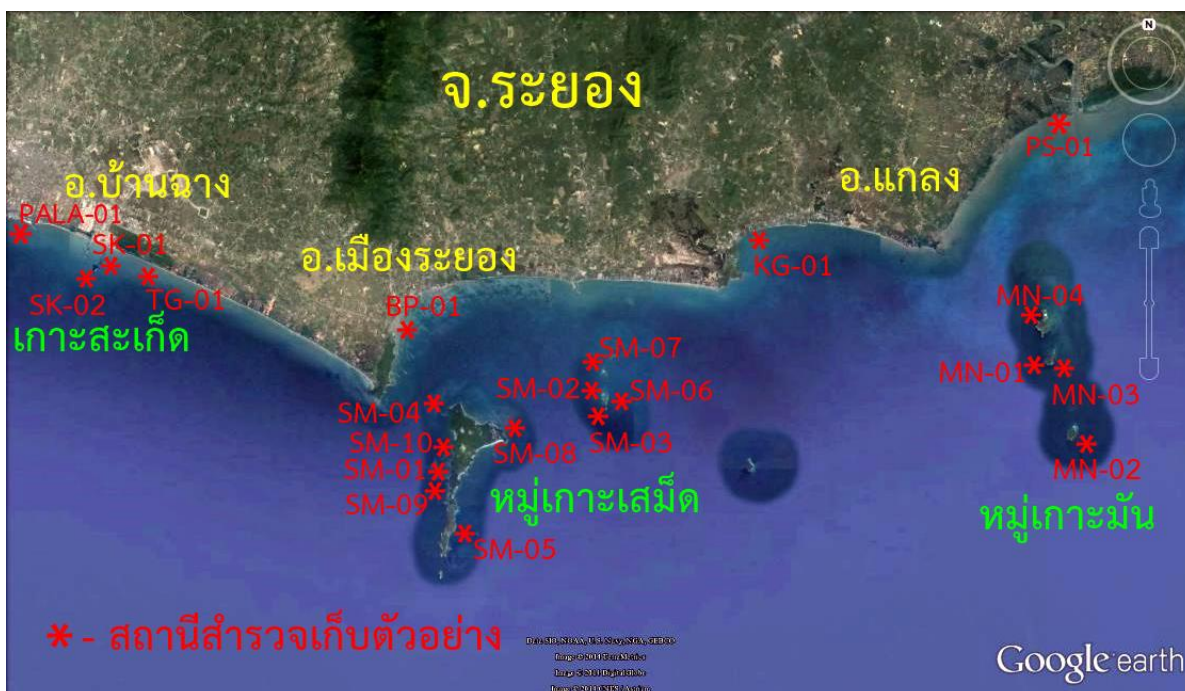 N
จ.ระยอง
PS-01
อ.บ้านฉาง
อ.แกลง
PALA-01
SK-01
KG-01
อ.เมืองระยอง
SK-02
TG-01
BP-01
MN-04
เกาะสะเก็ด
SM-07
SM-02
SM-06
MN-01
MN-03
SM-04
SM-03
SM-10
SM-08
MN-02
SM-01
SM-09
หมู่เกาะเสม็ด
หมู่เกาะมัน
SM-05
* - สถานีสำรวจเก็บตัวอย่าง
Data SIO, NOAA, U.S. Navy, NGA, GEBCO
Google earth